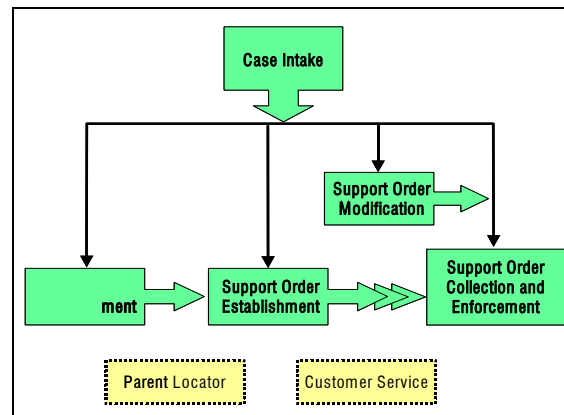 Case Intake
Support Order
Modification
ment
Support Order
Establishment
Support Order
Collection and
Enforcement
Parent Locator
Customer Service